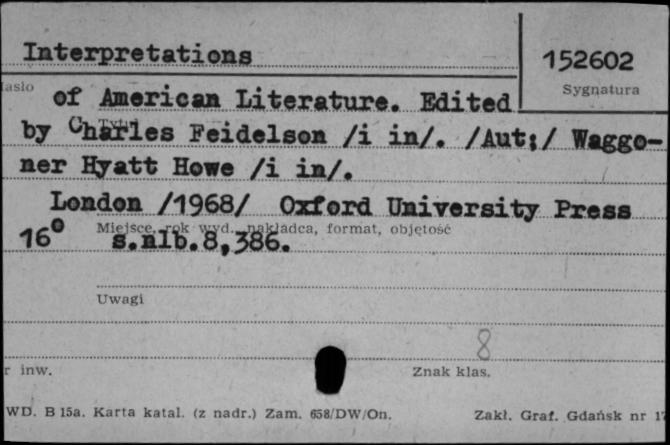 Interpretations
152602
Sygnatura
asło
of American Literature. Edited
Tytuł
by Charles Feidelson /i in/. /Aut;/ Waggo-
ner Hyatt Howe /i in/.
London /1968/ Oxford University Press
Miejsce, rok wyd., nakładca, format, objętość
16° s.nlb.8,386.
Uwagi
8
r inw. Znak klas.
WD. B 15a. Karta katal. (z nadr.) Zam. 658/DW/On. Zakł. Graf. Gdańsk nr 1